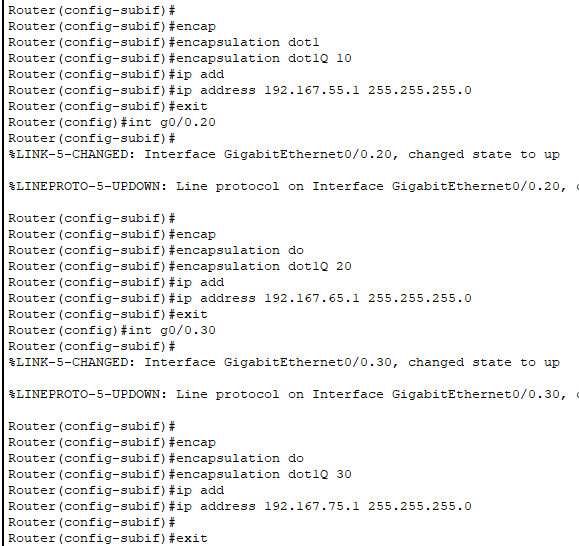 Router(config-subif)#
Router(config-subif)#encap
Router(config-subif)#encapsulation dot1
Router(config-subif)#encapsulation dot1Q 10
Router(config-subif)#ip add
Router(config-subif)#ip address 192.167.55.1 255.255.255.0
Router(config-subif)#exit
Router(config)#int g0/0.20
Router(config-subif)#
%LINK-5-CHANGED: Interface GigabitEthernet0/0.20, changed state to up
%LINEPROTO-5-UPDOWN: Line protocol on Interface GigabitEthernet0/0.20,
Router(config-subif)#
Router(config-subif)#encap
Router(config-subif)#encapsulation do
Router(config-subif)#encapsulation dot1Q 20
Router(config-subif)#ip add
Router(config-subif)#ip address 192.167.65.1 255.255.255.0
Router(config-subif)#exit
Router(config)#int g0/0.30
Router(config-subif)#
%LINK-5-CHANGED: Interface GigabitEthernet0/0.30, changed state to up
%LINEPROTO-5-UPDOWN: Line protocol on Interface GigabitEthernet0/0.30,
Router(config-subif)#
Router(config-subif)#encap
Router(config-subif)#encapsulation do
Router(config-subif)#encapsulation dot1Q 30
Router(config-subif)#ip add
Router(config-subif)#ip address 192.167.75.1 255.255.255.0
Router(config-subif)#
Router(config-subif)#exit